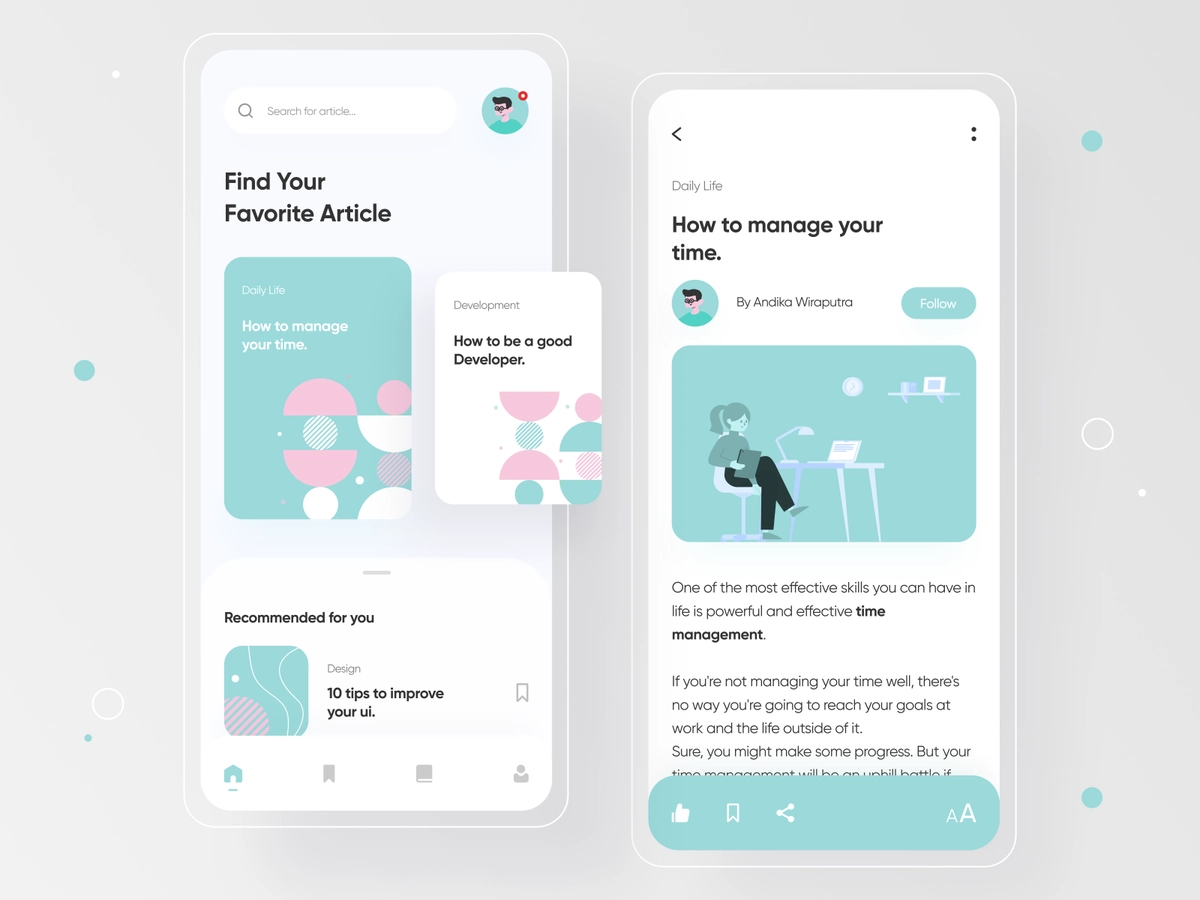 Search for article...
Find Your
Favorite Article
Daily Life
How to manage
your time.
Development
How to be a good
Developer.
Recommended for you
Design
10 tips to improve
your ui.
Daily Life
How to manage your
time.
By Andika Wiraputra
Follow
One of the most effective skills you can have in
life is powerful and effective time
management.
If you're not managing your time well, there's
no way you're going to reach your goals at
work and the life outside of it.
Sure, you might make some progress. But your
time management will be an uphill battle if
AA